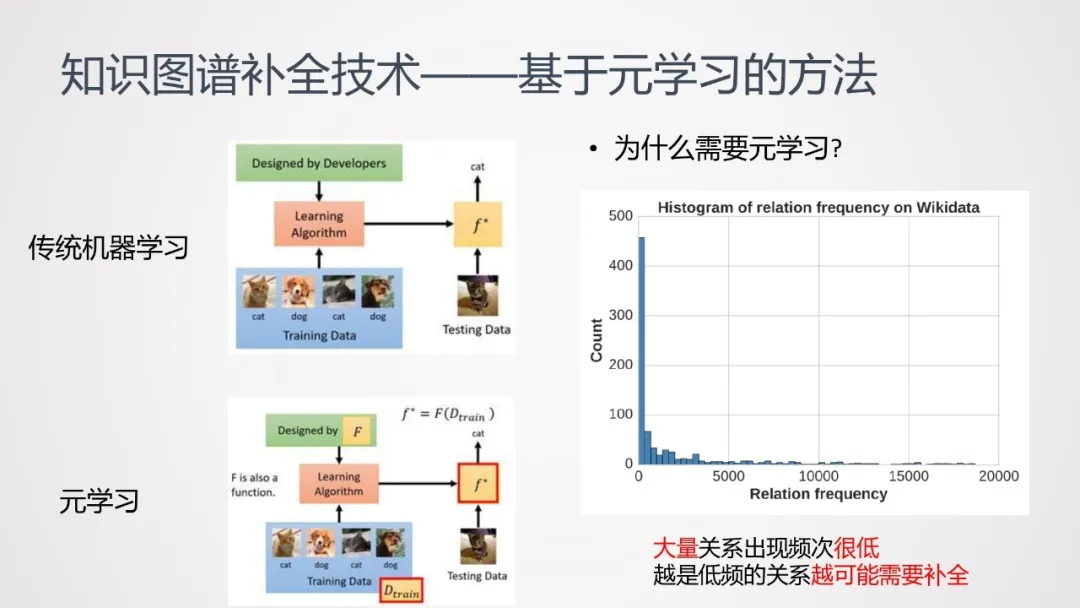 知识图谱补全技术——基于元学习的方法
传统机器学习
Designed by Developers
cat
Learning
Algorithm
f*
cat dog cat dog
Training Data
Testing Data
元学习
f* = F(Dtrain)
Designed by F
cat
F is also a
function.
Learning
Algorithm
f*
cat dog cat dog
Training Data
Dtrain
Testing Data
• 为什么需要元学习?
Histogram of relation frequency on Wikidata
500
400
300
200
100
0
Count
0 5000 10000 15000 20000
Relation frequency
大量关系出现频次很低
越是低频的关系越可能需要补全